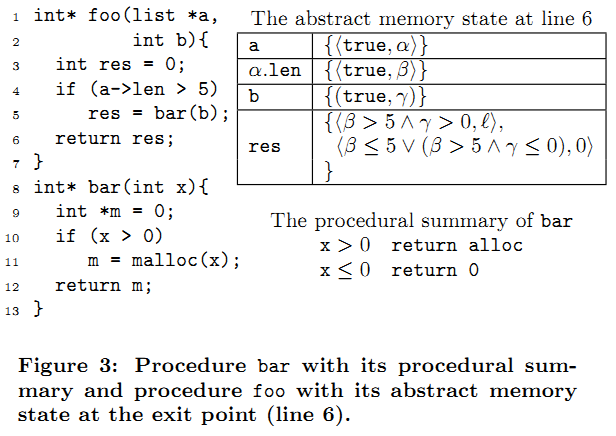 1 int* foo(list *a,
2 int b){
3 int res = 0;
4 if (a->len > 5)
5 res = bar(b);
6 return res;
7 }
8 int* bar(int x){
9 int *m = 0;
10 if (x > 0)
11 m = malloc(x);
12 return m;
13 }
The abstract memory state at line 6
a {⟨true, α⟩}
α.len {⟨true, β⟩}
b {(true, γ)}
res {⟨β > 5 ∧ γ > 0, ℓ⟩,
⟨β ≤ 5 ∨ (β > 5 ∧ γ ≤ 0), 0⟩
}
The procedural summary of bar
x > 0 return alloc
x ≤ 0 return 0
Figure 3: Procedure bar with its procedural sum-
mary and procedure foo with its abstract memory
state at the exit point (line 6).